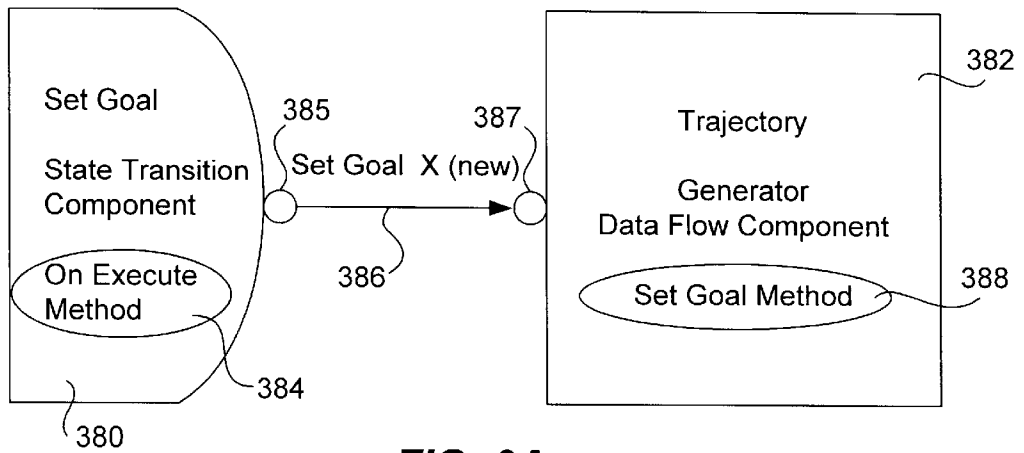 382
Set Goal
385
387
Trajectory
State Transition
Component
Set Goal X (new)
Generator
Data Flow Component
386
On Execute
Method
Set Goal Method
388
384
380